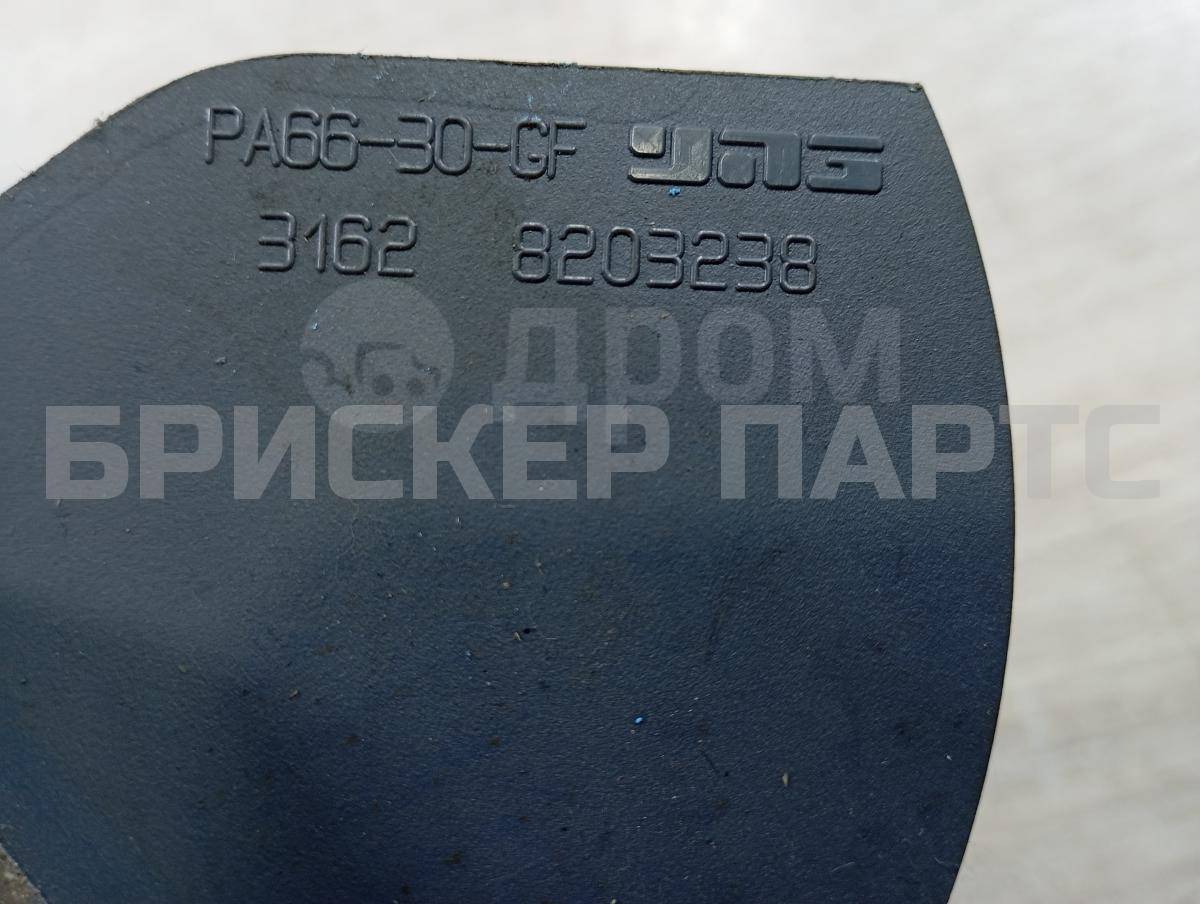 PA66-30-GF УАЗ
3162 8203238
ДРОМ
БРИСКЕР ПАРТС